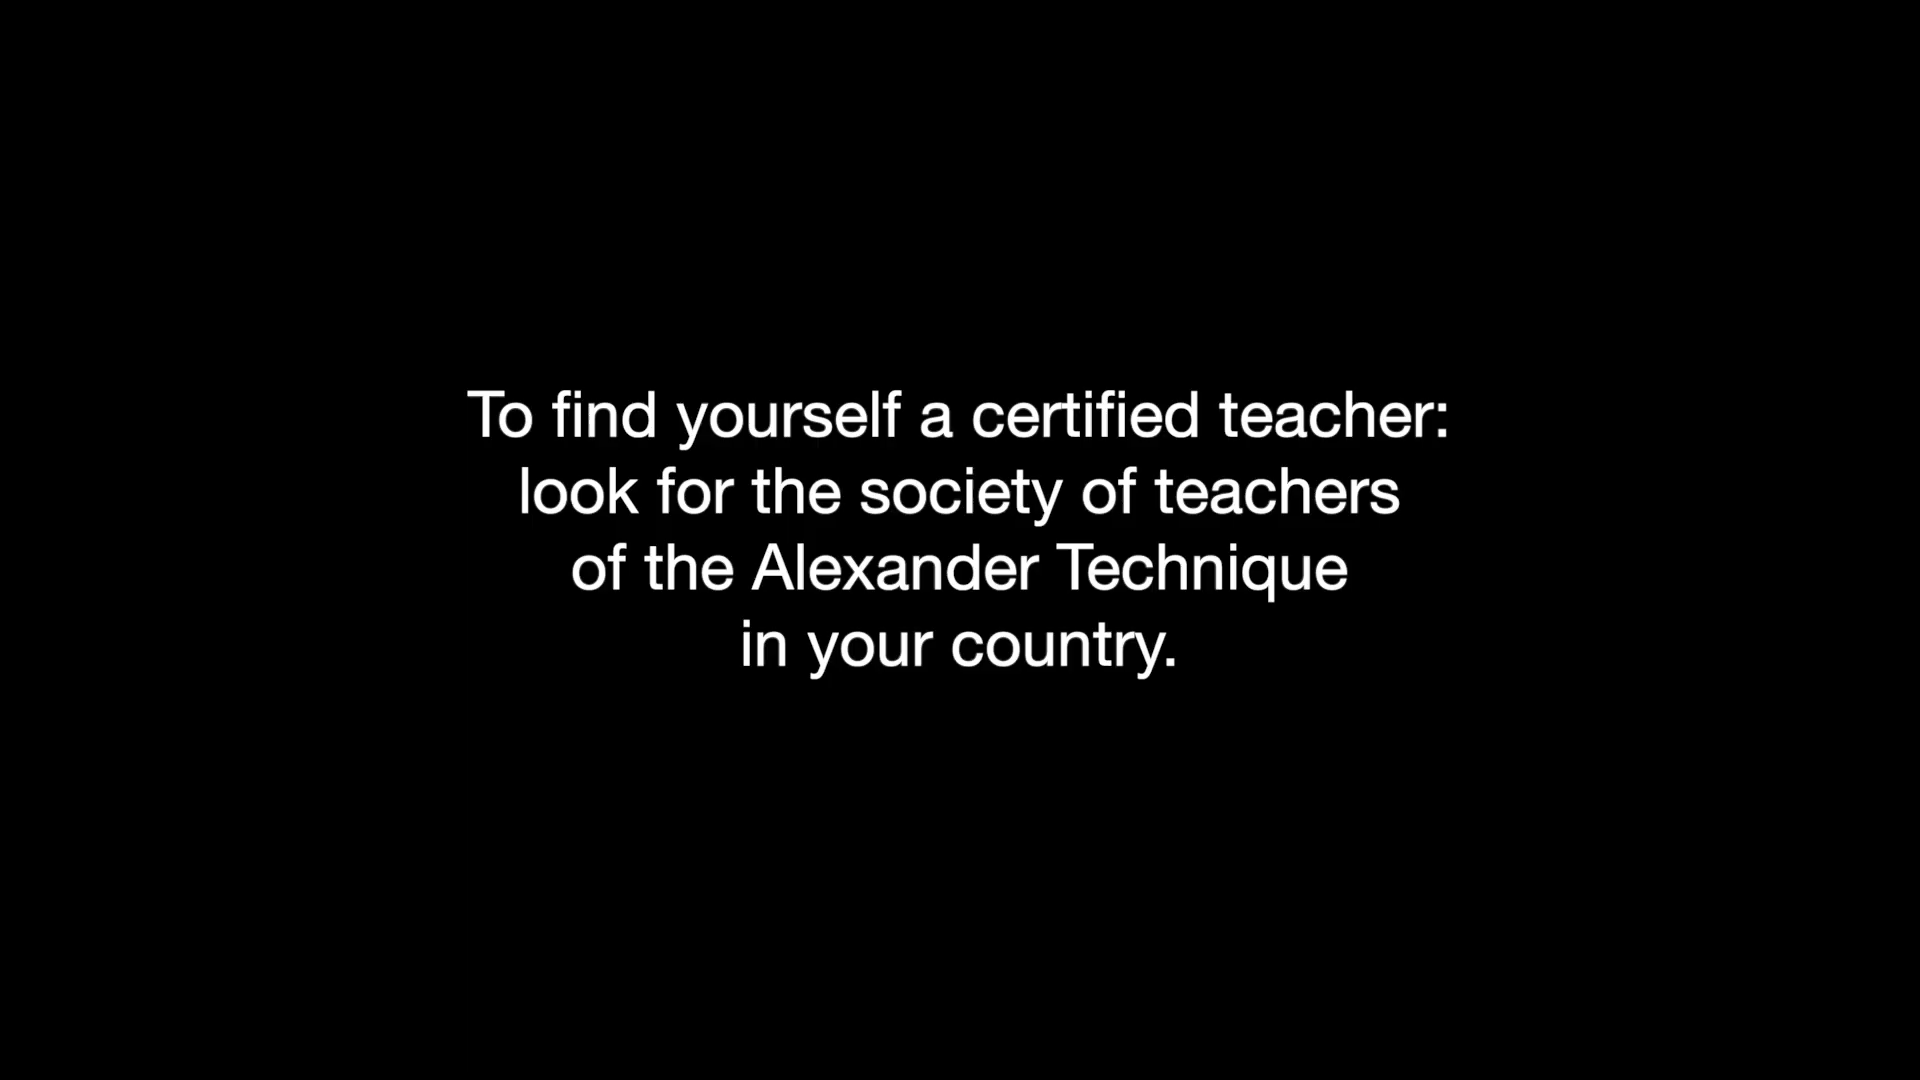 To find yourself a certified teacher:
look for the society of teachers
of the Alexander Technique
in your country.